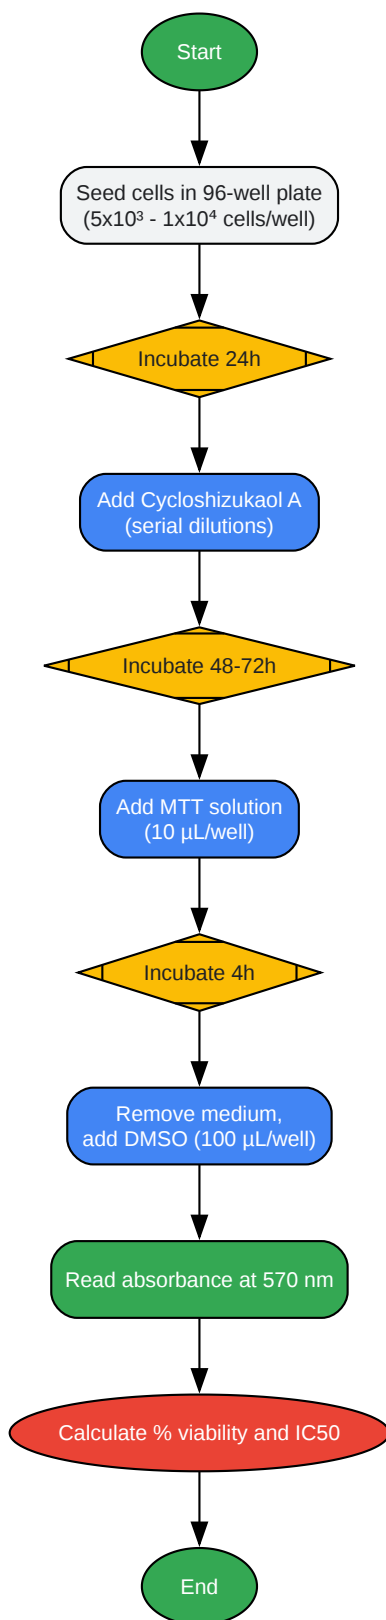 Start
Seed cells in 96-well plate
(5x10³ - 1x10⁴ cells/well)
Incubate 24h
Add Cycloshizukaol A
(serial dilutions)
Incubate 48-72h
Add MTT solution
(10 µL/well)
Incubate 4h
Remove medium,
add DMSO (100 µL/well)
Read absorbance at 570 nm
Calculate % viability and IC50
End